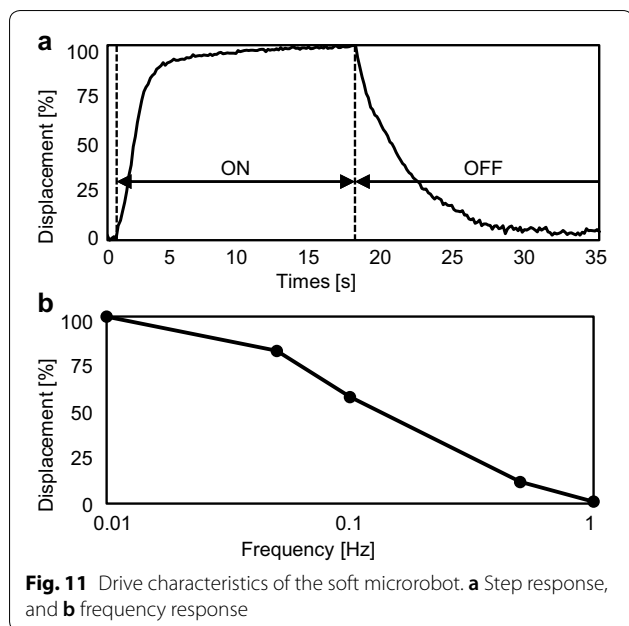 a
100
75
50
25
0
Displacement [%]
ON
OFF
0 5 10 15 20 25 30 35
Times [s]
b
100
75
50
25
0
Displacement [%]
0.01 0.1 1
Frequency [Hz]
Fig. 11 Drive characteristics of the soft microrobot. a Step response,
and b frequency response